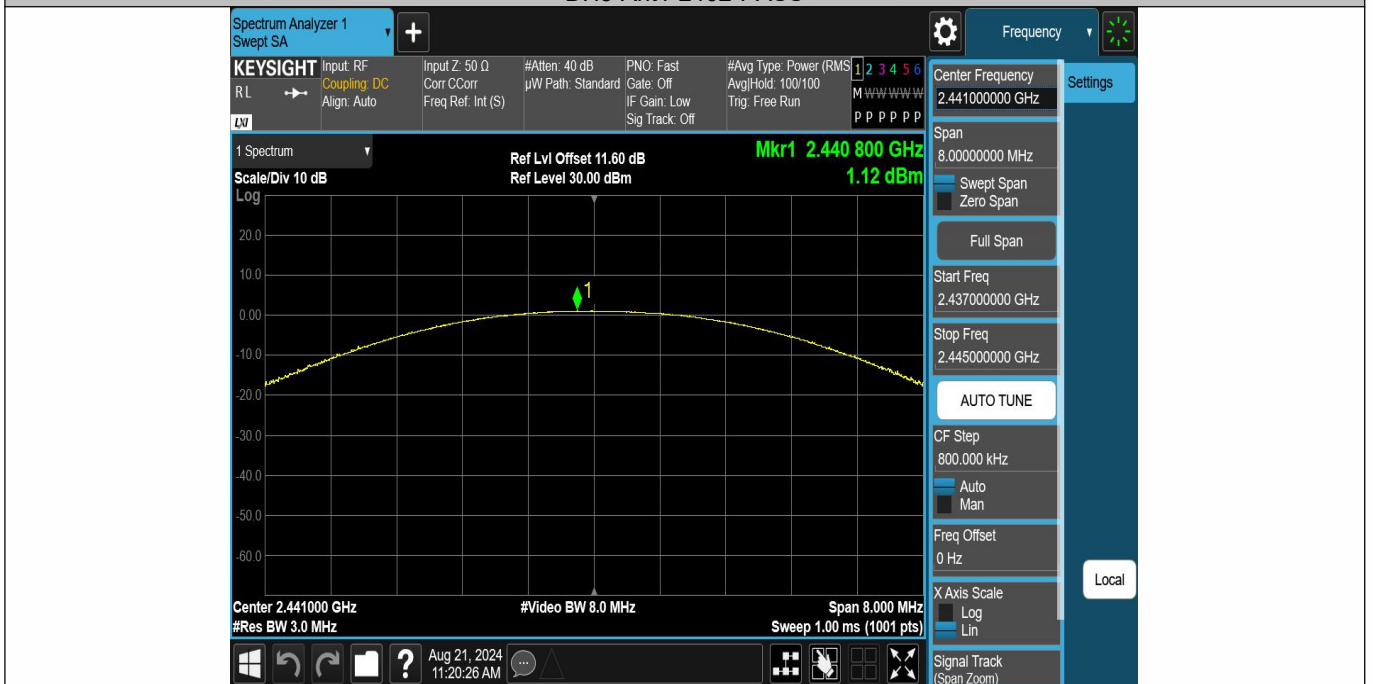 Spectrum Analyzer 1
Swept SA
Frequency
KEYSIGHT
RL
LXI
Input: RF
Coupling: DC
Align: Auto
Input Z: 50 Ω
Corr CCorr
Freq Ref: Int (S)
#Atten: 40 dB
µW Path: Standard
PNO: Fast
Gate: Off
IF Gain: Low
Sig Track: Off
#Avg Type: Power (RMS
Avg|Hold: 100/100
Trig: Free Run
1 2 3 4 5 6
M W W W W W
P P P P P P
1 Spectrum
Scale/Div 10 dB
Ref Lvl Offset 11.60 dB
Ref Level 30.00 dBm
Mkr1 2.440 800 GHz
1.12 dBm
Log
20.0
10.0
0.00
-10.0
-20.0
-30.0
-40.0
-50.0
-60.0
1
Center 2.441000 GHz
#Res BW 3.0 MHz
#Video BW 8.0 MHz
Span 8.000 MHz
Sweep 1.00 ms (1001 pts)
Aug 21, 2024
11:20:26 AM
Center Frequency
2.441000000 GHz
Settings
Span
8.00000000 MHz
Swept Span
Zero Span
Full Span
Start Freq
2.437000000 GHz
Stop Freq
2.445000000 GHz
AUTO TUNE
CF Step
800.000 kHz
Auto
Man
Freq Offset
0 Hz
Local
X Axis Scale
Log
Lin
Signal Track
(Span Zoom)